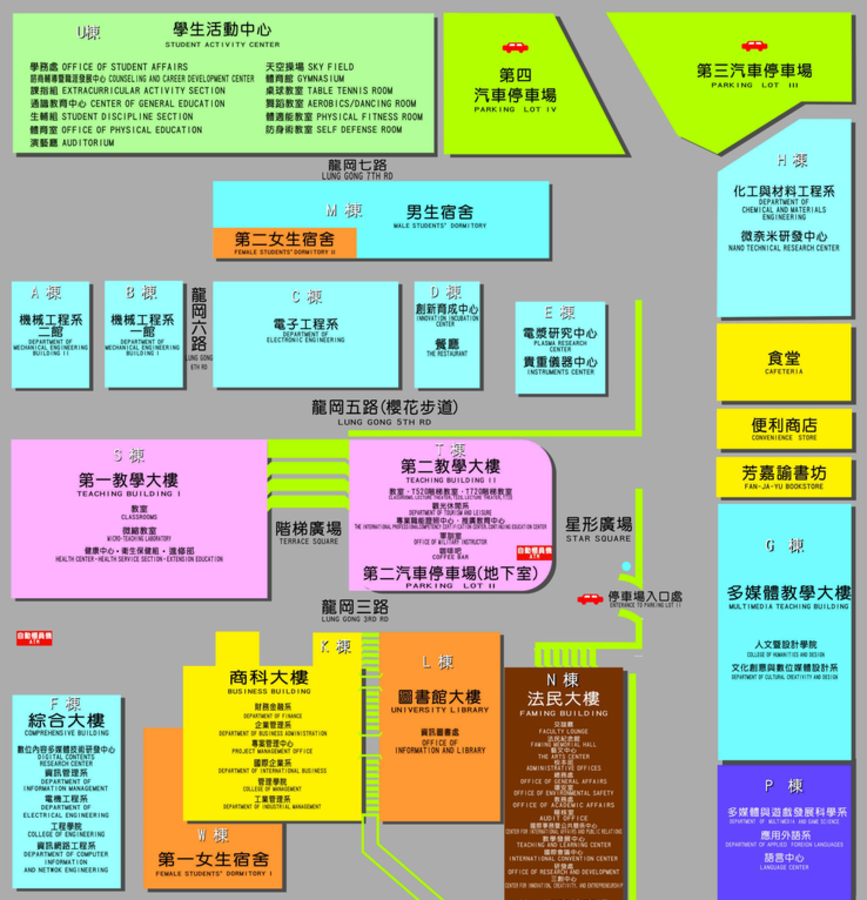 U棟
學生活動中心
STUDENT ACTIVITY CENTER
學務處 OFFICE OF STUDENT AFFAIRS
諮商輔導暨職涯發展中心 COUNSELING AND CAREER DEVELOPMENT CENTER
課指組 EXTRACURRICULAR ACTIVITY SECTION
通識教育中心 CENTER OF GENERAL EDUCATION
生輔組 STUDENT DISCIPLINE SECTION
體育室 OFFICE OF PHYSICAL EDUCATION
演藝廳 AUDITORIUM
天空操場 SKY FIELD
體育館 GYMNASIUM
桌球教室 TABLE TENNIS ROOM
舞蹈教室 AEROBICS/DANCING ROOM
體適能教室 PHYSICAL FITNESS ROOM
防身術教室 SELF DEFENSE ROOM
第四
汽車停車場
PARKING LOT IV
第三汽車停車場
PARKING LOT III
龍岡七路
LUNG GONG 7TH RD
H 棟
化工與材料工程系
DEPARTMENT OF
CHEMICAL AND MATERIALS
ENGINEERING
微奈米研發中心
NANO TECHNICAL RESEARCH CENTER
M 棟
男生宿舍
MALE STUDENTS' DORMITORY
第二女生宿舍
FEMALE STUDENTS' DORMITORY II
A 棟
機械工程系
二館
DEPARTMENT OF
MECHANICAL ENGINEERING
BUILDING II
B 棟
機械工程系
一館
DEPARTMENT OF
MECHANICAL ENGINEERING
BUILDING I
龍岡六路
LUNG GONG
6TH RD
C 棟
電子工程系
DEPARTMENT OF
ELECTRONIC ENGINEERING
D 棟
創新育成中心
INNOVATION INCUBATION
CENTER
餐廳
THE RESTAURANT
E 棟
電漿研究中心
PLASMA RESEARCH
CENTER
貴重儀器中心
INSTRUMENTS CENTER
食堂
CAFETERIA
龍岡五路(櫻花步道)
LUNG GONG 5TH RD
便利商店
CONVENIENCE STORE
芳嘉諭書坊
FAN-JA-YU BOOKSTORE
S 棟
第一教學大樓
TEACHING BUILDING I
教室
CLASSROOMS
微縮教室
MICRO-TEACHING LABORATORY
健康中心・衛生保健組・進修部
HEALTH CENTER・HEALTH SERVICE SECTION・EXTENSION EDUCATION
階梯廣場
TERRACE SQUARE
T 棟
第二教學大樓
TEACHING BUILDING II
教室・T520階梯教室・T720階梯教室
觀光休閒系
DEPARTMENT OF TOURISM AND LEISURE
專業職能證照中心・推廣教育中心
THE INTERNATIONAL PROFESSIONAL COMPETENCY CERTIFICATION CENTER, CONTINUING EDUCATION CENTER
軍訓室
OFFICE OF MILITARY INSTRUCTOR
咖啡吧
COFFEE BAR
自動櫃員機
ATM
第二汽車停車場(地下室)
PARKING LOT II
星形廣場
STAR SQUARE
G 棟
多媒體教學大樓
MULTIMEDIA TEACHING BUILDING
人文暨設計學院
COLLEGE OF HUMANITIES AND DESIGN
文化創意與數位媒體設計系
DEPARTMENT OF CULTURAL CREATIVITY AND DESIGN
停車場入口處
ENTERANCE TO PARKING LOT II
龍岡三路
LUNG GONG 3RD RD
自動櫃員機
ATM
K 棟
商科大樓
BUSINESS BUILDING
財務金融系
DEPARTMENT OF FINANCE
企業管理系
DEPARTMENT OF BUSINESS ADMINISTRATION
專案管理中心
PROJECT MANAGEMENT OFFICE
國際企業系
DEPARTMENT OF INTERNATIONAL BUSINESS
管理學院
COLLEGE OF MANAGEMENT
工業管理系
DEPARTMENT OF INDUSTRIAL MANAGEMENT
L 棟
圖書館大樓
UNIVERSITY LIBRARY
資訊圖書處
OFFICE OF
INFORMATION AND LIBRARY
N 棟
法民大樓
FAMING BUILDING
交誼廳
FACULTY LOUNGE
法民紀念館
FAMING MEMORIAL HALL
藝文中心
THE ARTS CENTER
校本部
ADMINISTRATIVE OFFICES
總務處
OFFICE OF GENERAL AFFAIRS
環安室
OFFICE OF ENVIRONMENTAL SAFETY
教務處
OFFICE OF ACADEMIC AFFAIRS
稽核室
AUDIT OFFICE
國際事務暨公共關係中心
CENTER FOR INTERNATIONAL AFFAIRS AND PUBLIC RELATIONS
教學發展中心
TEACHING AND LEARNING CENTER
國際會議中心
INTERNATIONAL CONVENTION CENTER
研發處
OFFICE OF RESEARCH AND DEVELOPMENT
三創中心
CENTER FOR INNOVATION, CREATIVITY, AND ENTREPRENEURSHIP
F 棟
綜合大樓
COMPREHENSIVE BUILDING
數位內容多媒體技術研發中心
DIGITAL CONTENTS
RESEARCH CENTER
資訊管理系
DEPARTMENT OF
INFORMATION MANAGEMENT
電機工程系
DEPARTMENT OF
ELECTRICAL ENGINEERING
工程學院
COLLEGE OF ENGINEERING
資訊網路工程系
DEPARTMENT OF COMPUTER
INFORMATION
AND NETWOK ENGINEERING
W 棟
第一女生宿舍
FEMALE STUDENTS' DORMITORY I
P 棟
多媒體與遊戲發展科學系
DEPARTMENT OF MULTIMEDIA AND GAME SCIENCE
應用外語系
DEPARTMENT OF APPLIED FOREIGN LANGUAGES
語言中心
LANGUAGE CENTER